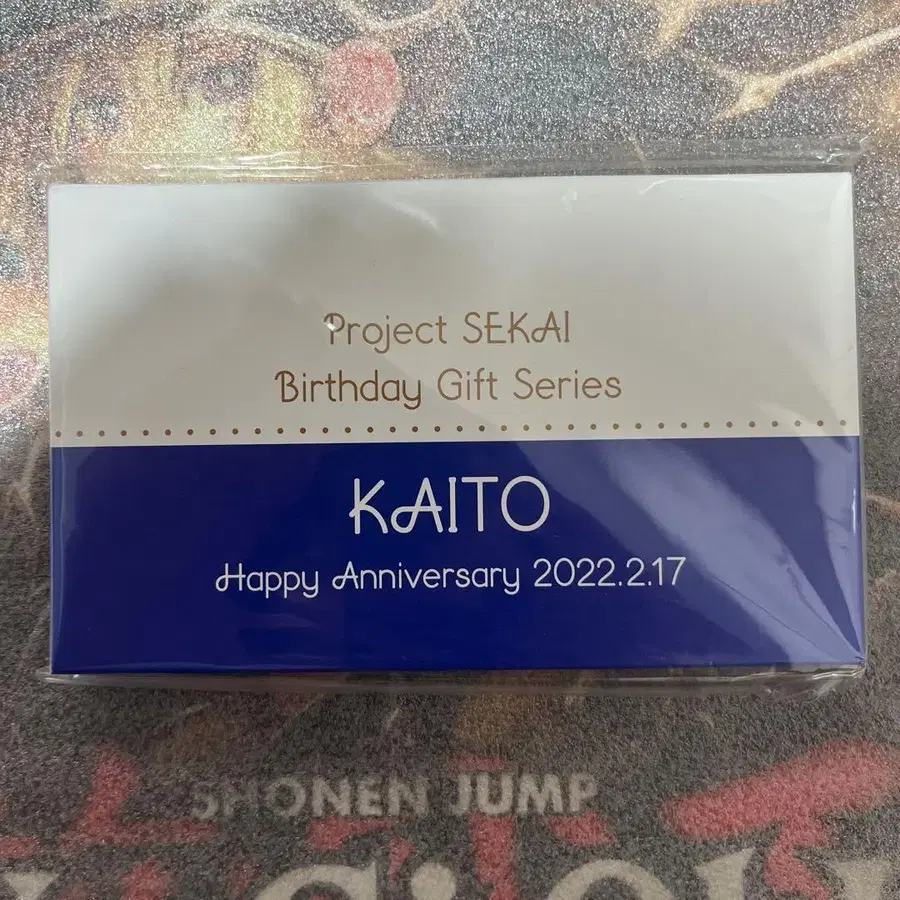 Project SEKAI
Birthday Gift Series
KAITO
Happy Anniversary 2022.2.17
SHONEN JUMP